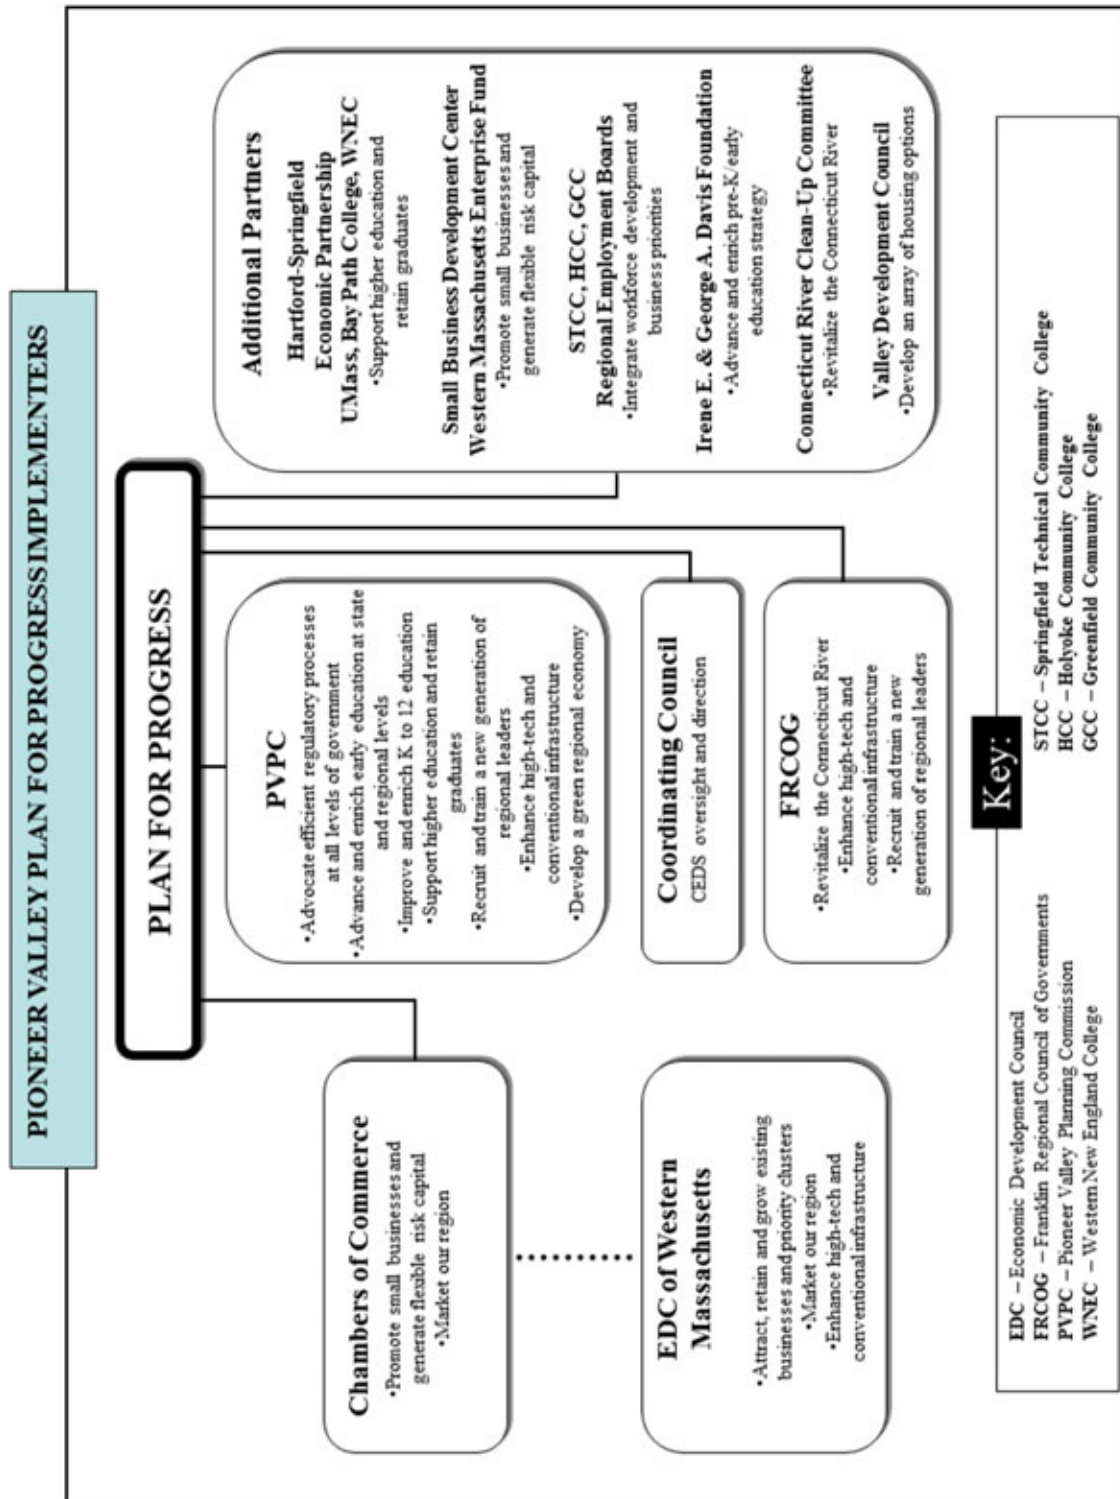 PIONEER VALLEY PLAN FOR PROGRESS IMPLEMENTERS
PLAN FOR PROGRESS
Chambers of Commerce
•Promote small businesses and
generate flexible risk capital
•Market our region
EDC of Western
Massachusetts
•Attract, retain and grow existing
businesses and priority clusters
•Market our region
•Enhance high-tech and
conventional infrastructure
PVPC
•Advocate efficient regulatory processes
at all levels of government
•Advance and enrich early education at state
and regional levels
•Improve and enrich K to 12 education
•Support higher education and retain
graduates
•Recruit and train a new generation of
regional leaders
•Enhance high-tech and
conventional infrastructure
•Develop a green regional economy
Coordinating Council
CEDS oversight and direction
FRCOG
•Revitalize the Connecticut River
•Enhance high-tech and
conventional infrastructure
•Recruit and train a new
generation of regional leaders
Additional Partners
Hartford-Springfield
Economic Partnership
UMass, Bay Path College, WNEC
•Support higher education and
retain graduates
Small Business Development Center
Western Massachusetts Enterprise Fund
•Promote small businesses and
generate flexible risk capital
STCC, HCC, GCC
Regional Employment Boards
•Integrate workforce development and
business priorities
Irene E. & George A. Davis Foundation
•Advance and enrich pre-K/early
education strategy
Connecticut River Clean-Up Committee
•Revitalize the Connecticut River
Valley Development Council
•Develop an array of housing options
Key:
EDC – Economic Development Council
FRCOG – Franklin Regional Council of Governments
PVPC – Pioneer Valley Planning Commission
WNEC – Western New England College
STCC – Springfield Technical Community College
HCC – Holyoke Community College
GCC – Greenfield Community College